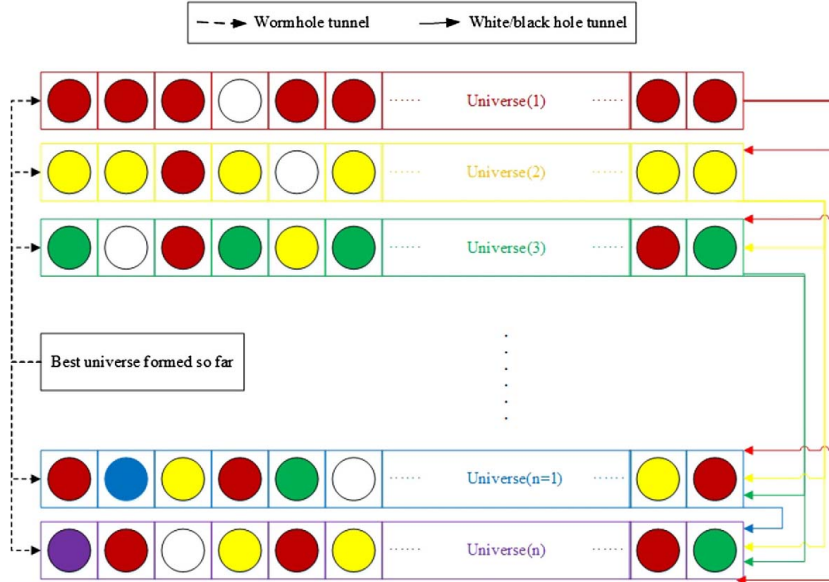 Wormhole tunnel
White/black hole tunnel
...... Universe(1) ......
...... Universe(2) ......
...... Universe(3) ......
Best universe formed so far
...... Universe(n=1) ......
...... Universe(n) ......